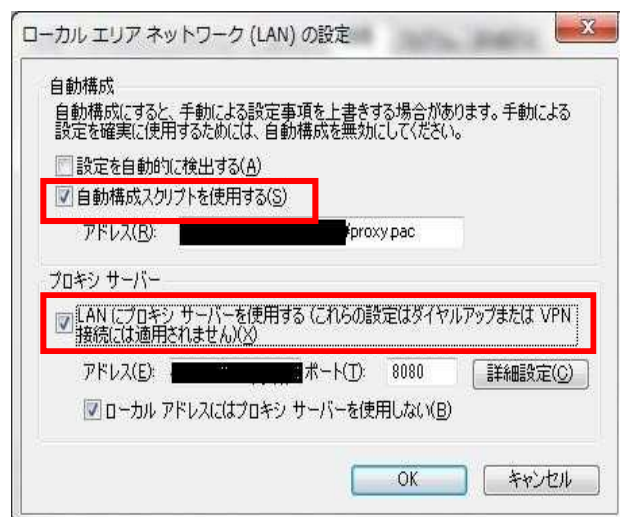 ローカル エリア ネットワーク (LAN) の設定
自動構成
自動構成にすると、手動による設定事項を上書きする場合があります。手動による
設定を確実に使用するためには、自動構成を無効にしてください。
設定を自動的に検出する(A)
自動構成スクリプトを使用する(S)
アドレス(R): proxy.pac
プロキシ サーバー
LAN にプロキシ サーバーを使用する (これらの設定はダイヤルアップまたは VPN
接続には適用されません)(X)
アドレス(E): ポート(T): 8080 詳細設定(C)
ローカル アドレスにはプロキシ サーバーを使用しない(B)
OK キャンセル